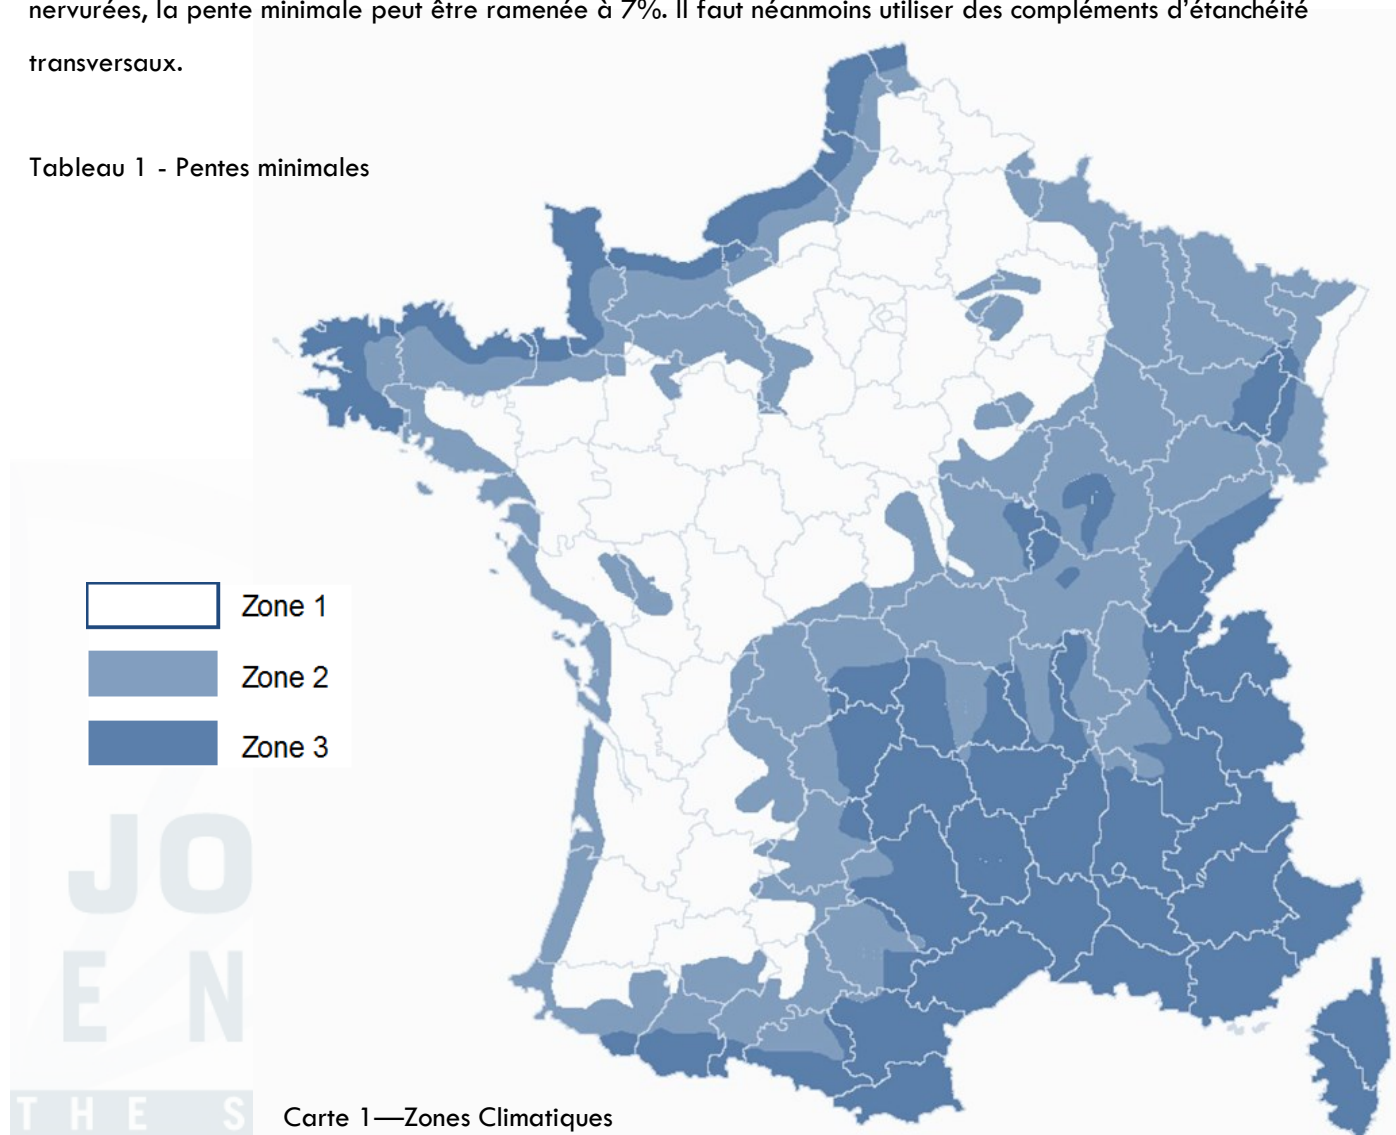 nervurées, la pente minimale peut être ramenée à 7%. Il faut néanmoins utiliser des compléments d'étanchéité
transversaux.
Tableau 1 - Pentes minimales
Zone 1
Zone 2
Zone 3
JO
E N
THE S
Carte 1—Zones Climatiques